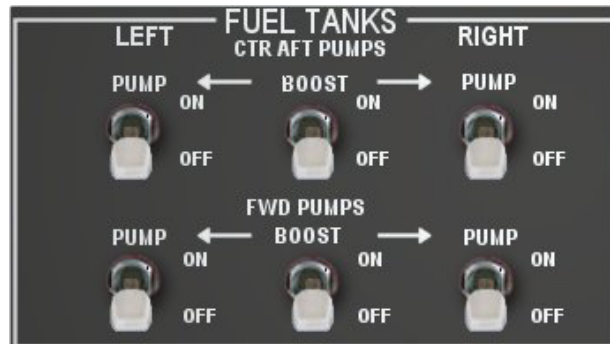 FUEL TANKS
LEFT CTR AFT PUMPS RIGHT
PUMP BOOST PUMP
ON ON ON
OFF OFF OFF
FWD PUMPS
PUMP BOOST PUMP
ON ON ON
OFF OFF OFF